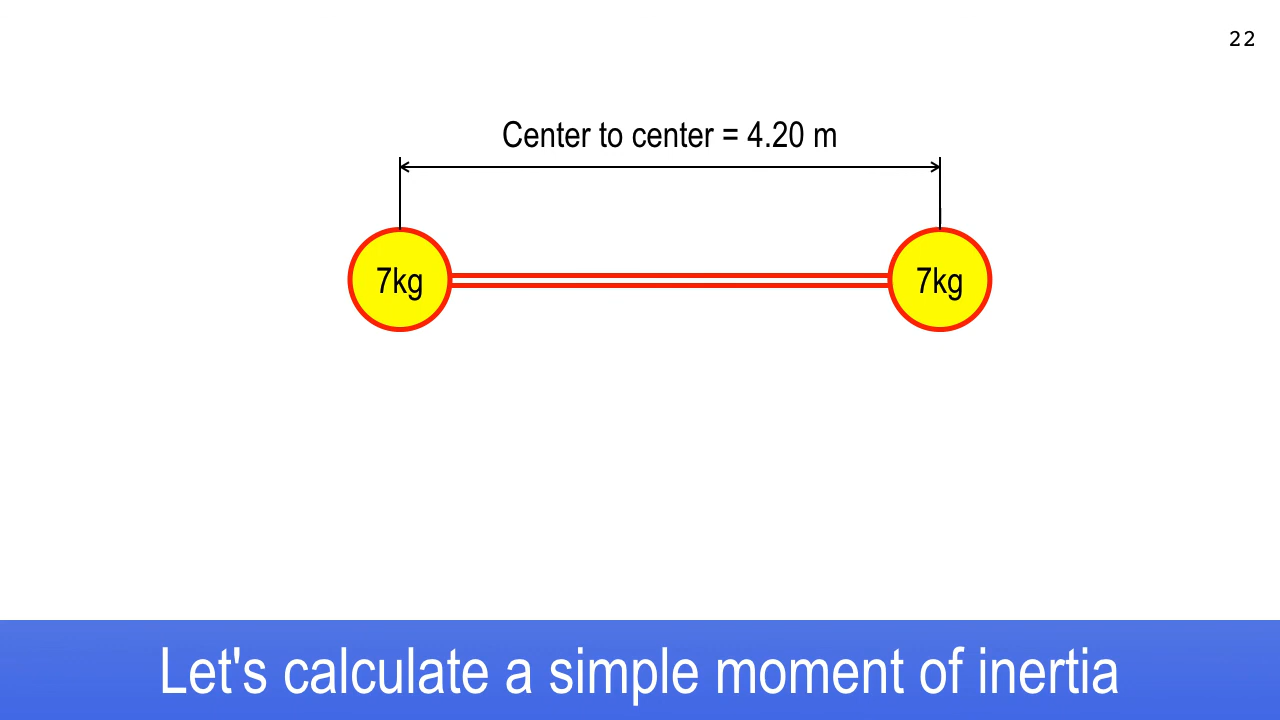 22
Center to center = 4.20 m
7kg
7kg
Let's calculate a simple moment of inertia